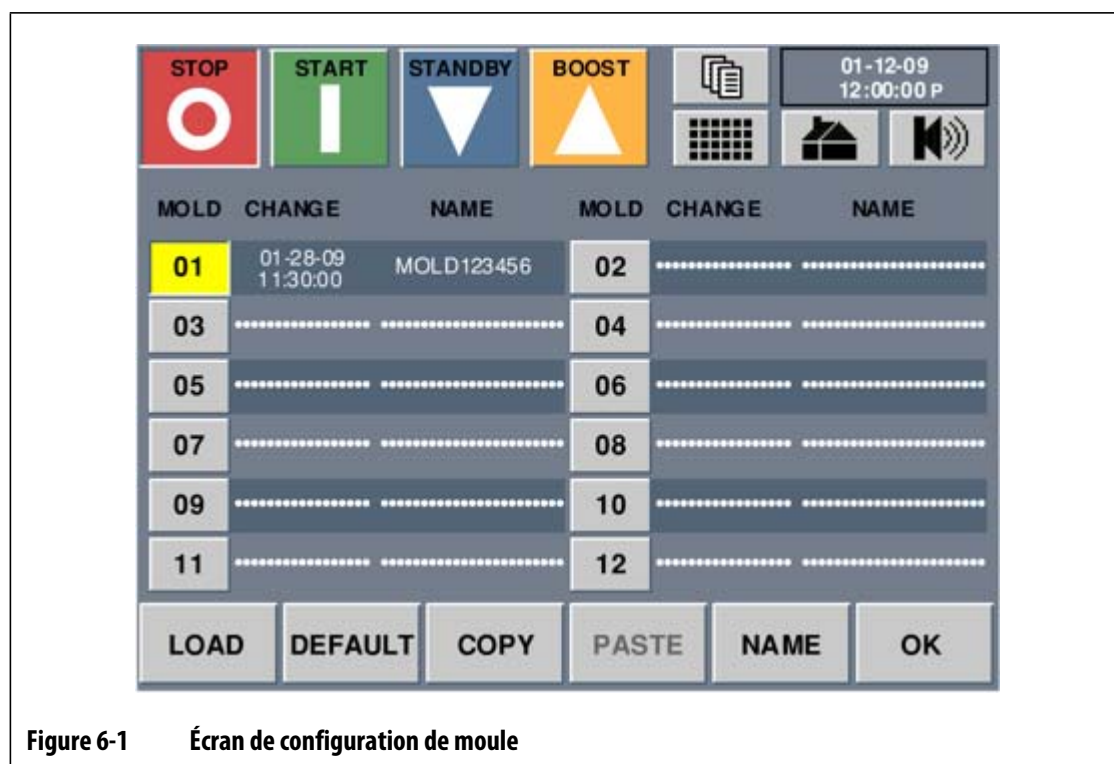 STOP START STANDBY BOOST 01-12-09
12:00:00 P
MOLD CHANGE NAME MOLD CHANGE NAME
01 01-28-09 11:30:00 MOLD123456 02
03 04
05 06
07 08
09 10
11 12
LOAD DEFAULT COPY PASTE NAME OK
Figure 6-1 Écran de configuration de moule